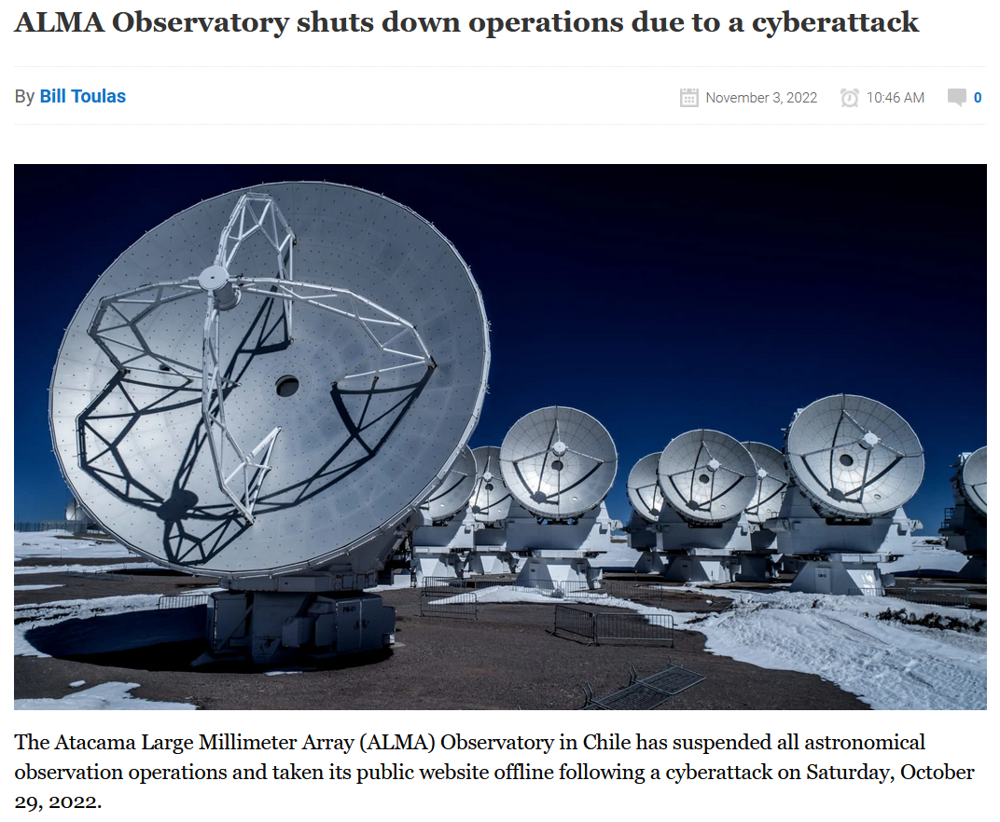 ALMA Observatory shuts down operations due to a cyberattack
By Bill Toulas
November 3, 2022
10:46 AM
0
The Atacama Large Millimeter Array (ALMA) Observatory in Chile has suspended all astronomical
observation operations and taken its public website offline following a cyberattack on Saturday, October
29, 2022.